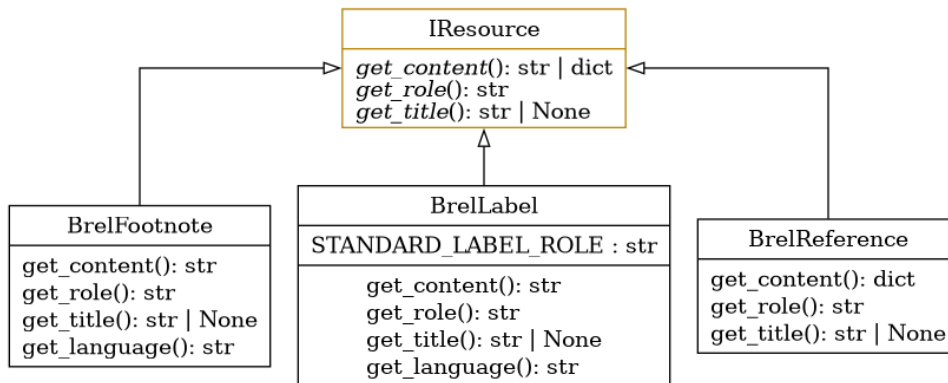 IResource
get_content(): str | dict
get_role(): str
get_title(): str | None
BrelFootnote
get_content(): str
get_role(): str
get_title(): str | None
get_language(): str
BrelLabel
STANDARD_LABEL_ROLE : str
get_content(): str
get_role(): str
get_title(): str | None
get_language(): str
BrelReference
get_content(): dict
get_role(): str
get_title(): str | None